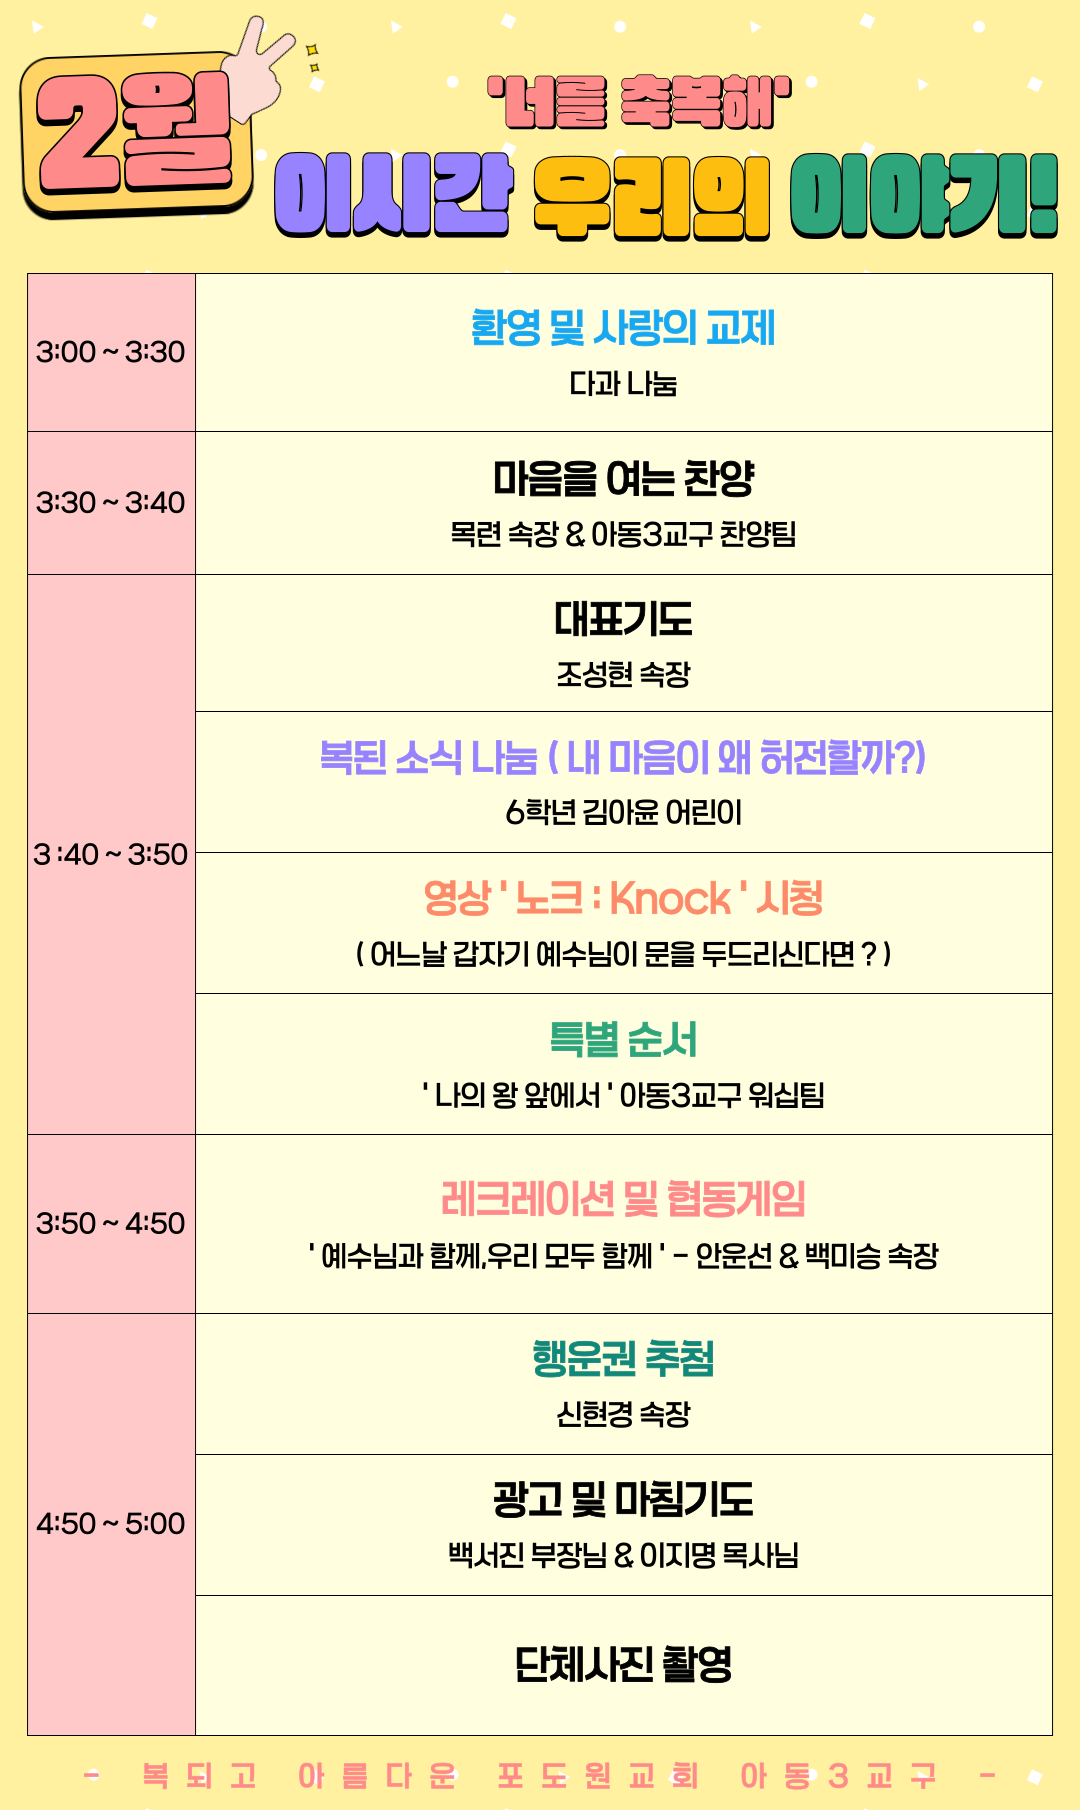 2월
'너를 축복해'
이시간 우리의 이야기!
3:00 ~ 3:30
환영 및 사랑의 교제
다과 나눔
3:30 ~ 3:40
마음을 여는 찬양
목련 속장 & 아동3교구 찬양팀
3 :40 ~ 3:50
대표기도
조성현 속장
복된 소식 나눔 ( 내 마음이 왜 허전할까?)
6학년 김아윤 어린이
영상 ' 노크 : Knock ' 시청
( 어느날 갑자기 예수님이 문을 두드리신다면 ? )
특별 순서
' 나의 왕 앞에서 ' 아동3교구 워십팀
3:50 ~ 4:50
레크레이션 및 협동게임
' 예수님과 함께,우리 모두 함께 ' - 안운선 & 백미승 속장
4:50 ~ 5:00
행운권 추첨
신현경 속장
광고 및 마침기도
백서진 부장님 & 이지명 목사님
단체사진 촬영
- 복되고 아름다운 포도원교회 아동3교구 -